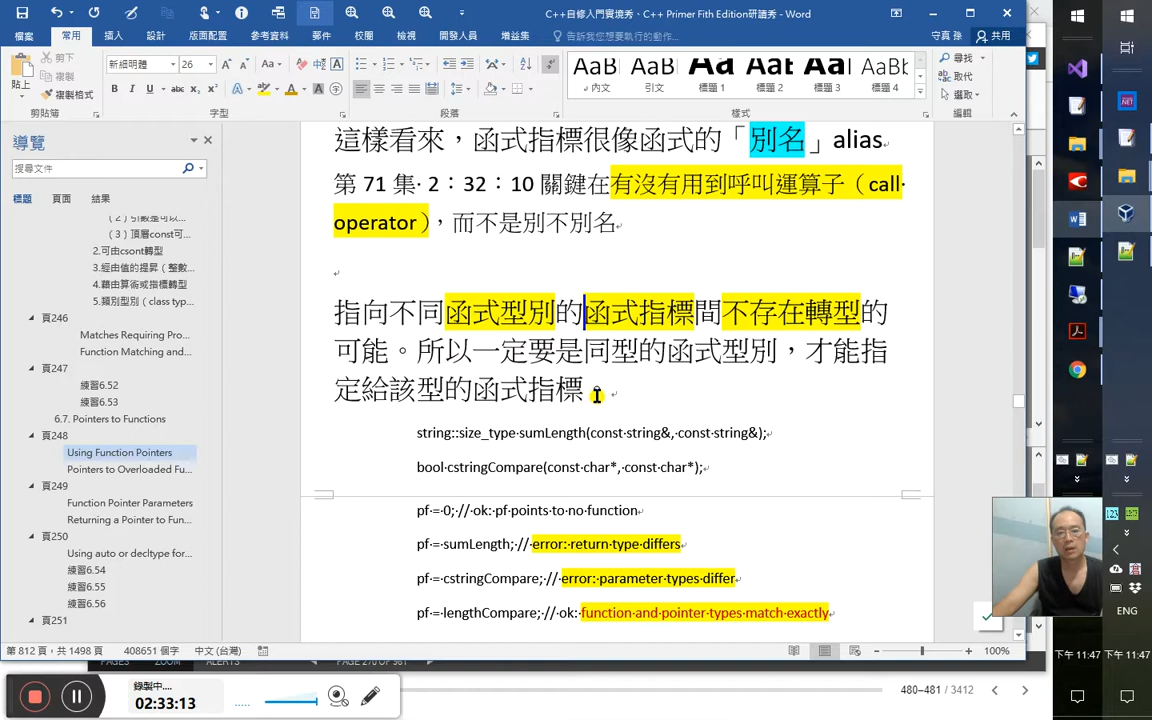 C++自修入門實境秀、C++ Primer Fith Edition研讀秀 - Word
檔案 常用 插入 設計 版面配置 參考資料 郵件 校閱 檢視 開發人員 增益集 告訴我您想要執行的動作... 守真 孫 共用
貼上 剪下 複製 複製格式
新細明體 26
剪貼簿 字型 段落 樣式 編輯
AaB AaBl Aa AaB AaI AaBb
內文 無間距 標題 1 標題 2 標題 3 標題 4
尋找 取代 選取
導覽
搜尋文件
標題 頁面 結果
（2）引數是可以...
（3）頂層const可...
2.可由csont轉型
3.經由值的提昇（整數...
4.藉由算術或指標轉型
5.類別型別（class typ...
頁246
Matches Requiring Pro...
Function Matching and...
頁247
練習6.52
練習6.53
6.7. Pointers to Functions
頁248
Using Function Pointers
Pointers to Overloaded Fu...
頁249
Function Pointer Parameters
Returning a Pointer to Fun...
頁250
Using auto or decltype for...
練習6.54
練習6.55
練習6.56
頁251
這樣看來，函式指標很像函式的「別名」alias
第 71 集 2：32：10 關鍵在有沒有用到呼叫運算子（call
operator），而不是別不別名
指向不同函式型別的函式指標間不存在轉型的
可能。所以一定要是同型的函式型別，才能指
定給該型的函式指標
string::size_type sumLength(const string&, const string&);
bool cstringCompare(const char*, const char*);
pf = 0; // ok: pf points to no function
pf = sumLength; // error: return type differs
pf = cstringCompare; // error: parameter types differ
pf = lengthCompare; // ok: function and pointer types match exactly
第 812 頁，共 1498 頁 408651 個字 中文 (台灣) 100%
PAGES ZOOM ALERTS PAGE 270 OF 961
錄製中....
02:33:13
480–481 / 3412
ENG
下午 11:47 下午 11:47